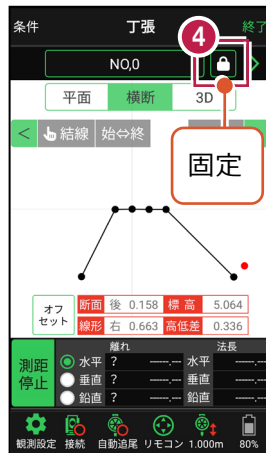 条件 丁張 終了
4
NO,0
平面 横断 3D
< 結線 始⇔終
固定
オフセット 断面 後 0.158 標高 5.064
線形 右 0.663 高低差 0.336
測距停止 離れ 法長
水平 ? -----.--- 水平 -----.---
垂直 ? -----.--- 垂直 -----.---
鉛直 ? -----.--- 鉛直 -----.---
観測設定 接続 自動追尾 リモコン 1.000m 80%